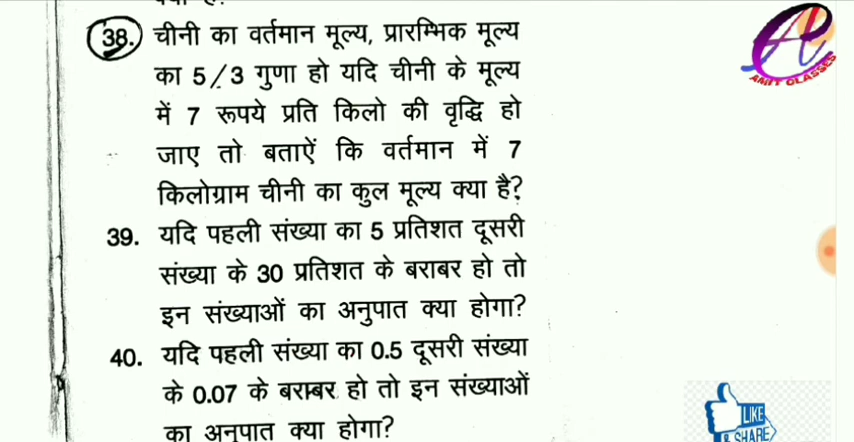 38. चीनी का वर्तमान मूल्य, प्रारम्भिक मूल्य
का 5/3 गुणा हो यदि चीनी के मूल्य
में 7 रूपये प्रति किलो की वृद्धि हो
जाए तो बताऐं कि वर्तमान में 7
किलोग्राम चीनी का कुल मूल्य क्या है?
39. यदि पहली संख्या का 5 प्रतिशत दूसरी
संख्या के 30 प्रतिशत के बराबर हो तो
इन संख्याओं का अनुपात क्या होगा?
40. यदि पहली संख्या का 0.5 दूसरी संख्या
के 0.07 के बराबर हो तो इन संख्याओं
का अनुपात क्या होगा?
AMIT CLASSES
LIKE
& SHARE